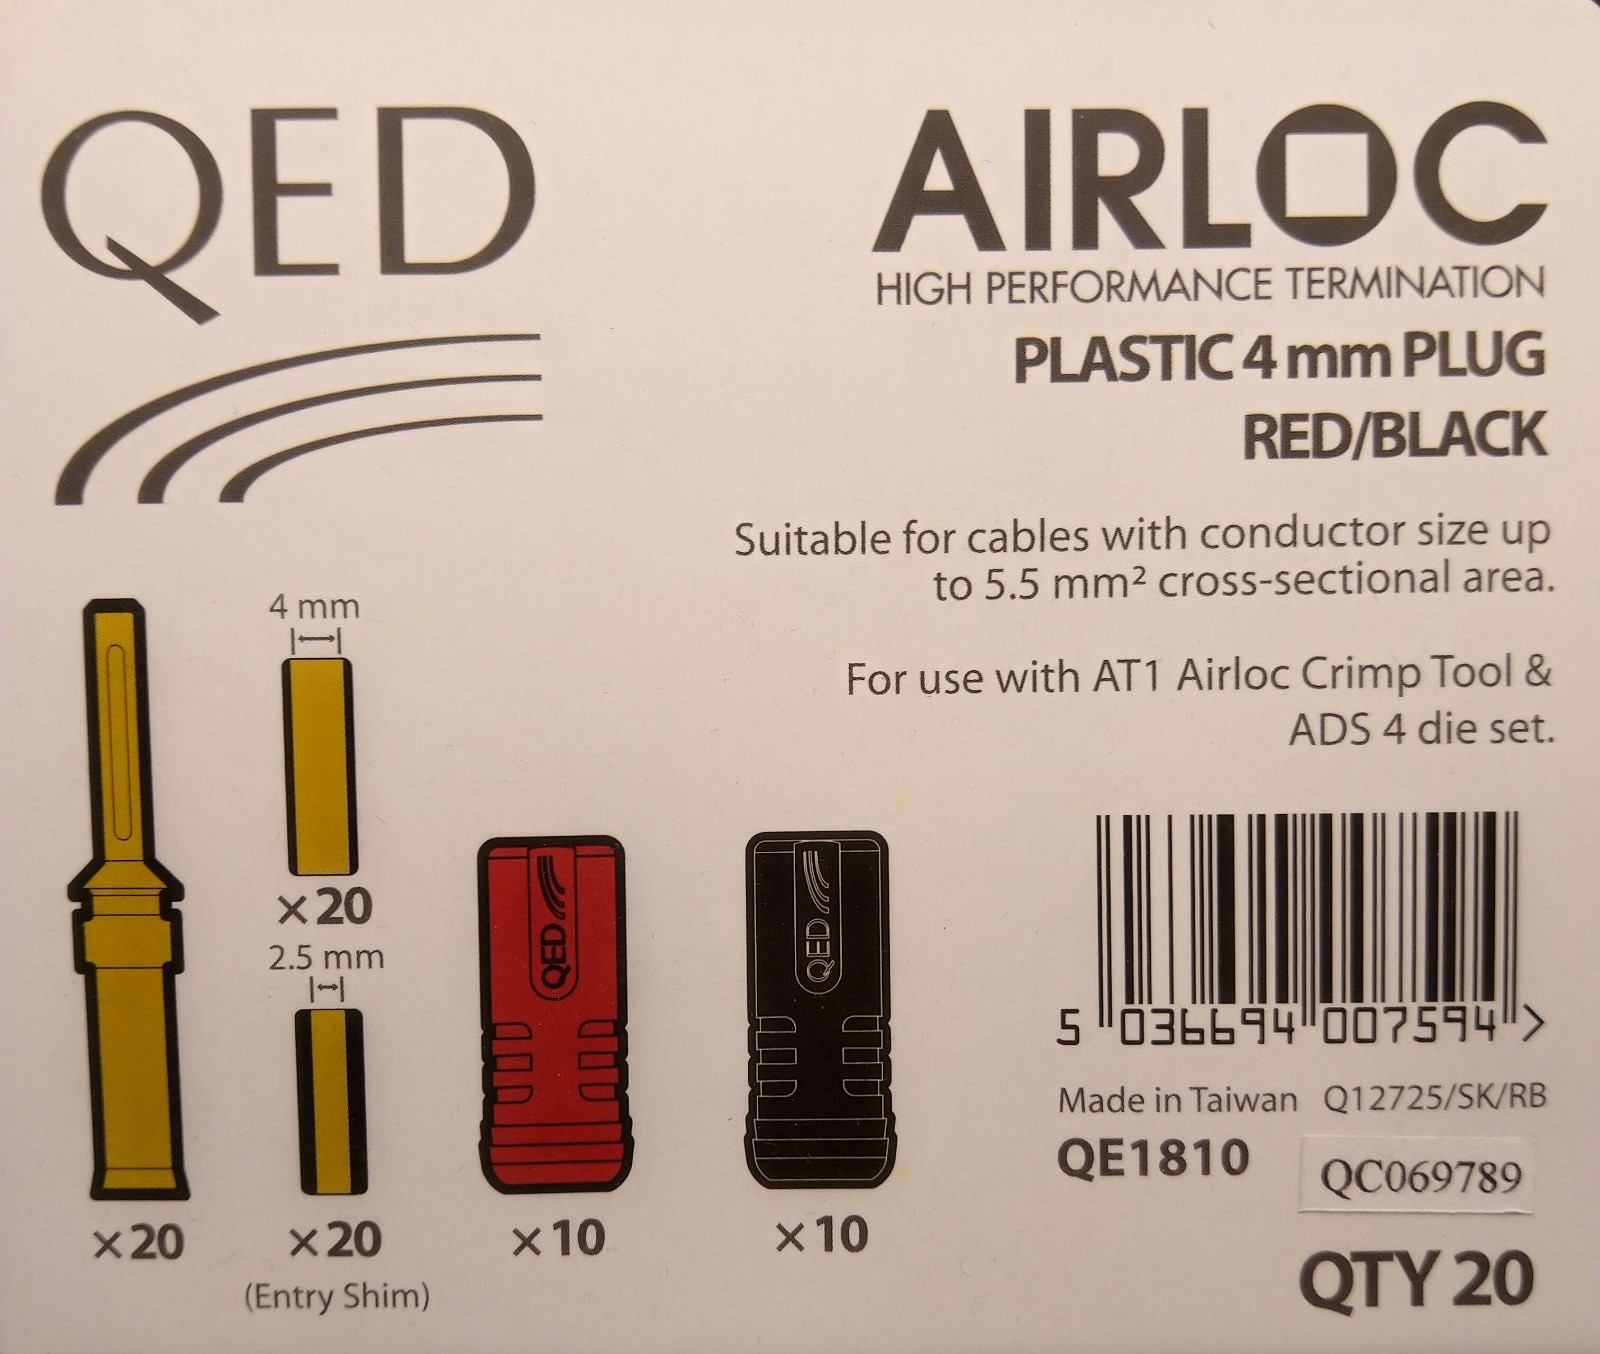 QED
AIRLOC
HIGH PERFORMANCE TERMINATION
PLASTIC 4 mm PLUG
RED/BLACK
Suitable for cables with conductor size up
to 5.5 mm² cross-sectional area.
For use with AT1 Airloc Crimp Tool &
ADS 4 die set.
4 mm
×20
2.5 mm
×20
×20
(Entry Shim)
QED
×10
QED
×10
5 036694 007594 >
Made in Taiwan Q12725/SK/RB
QE1810
QC069789
QTY 20